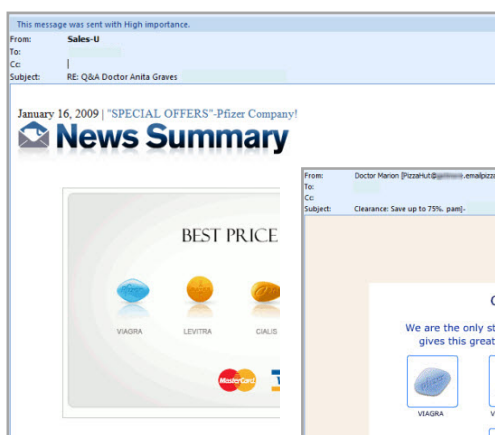 This message was sent with High importance.
From: Sales-U
To:
Cc:
Subject: RE: Q&A Doctor Anita Graves
January 16, 2009 | "SPECIAL OFFERS"-Pfizer Company!
News Summary
BEST PRICE
VIAGRA LEVITRA CIALIS
MasterCard
From: Doctor Marion [PizzaHut@ .emailpizza
To:
Cc:
Subject: Clearance: Save up to 75%. pam|-
We are the only st
gives this great
Pfizer
VIAGRA